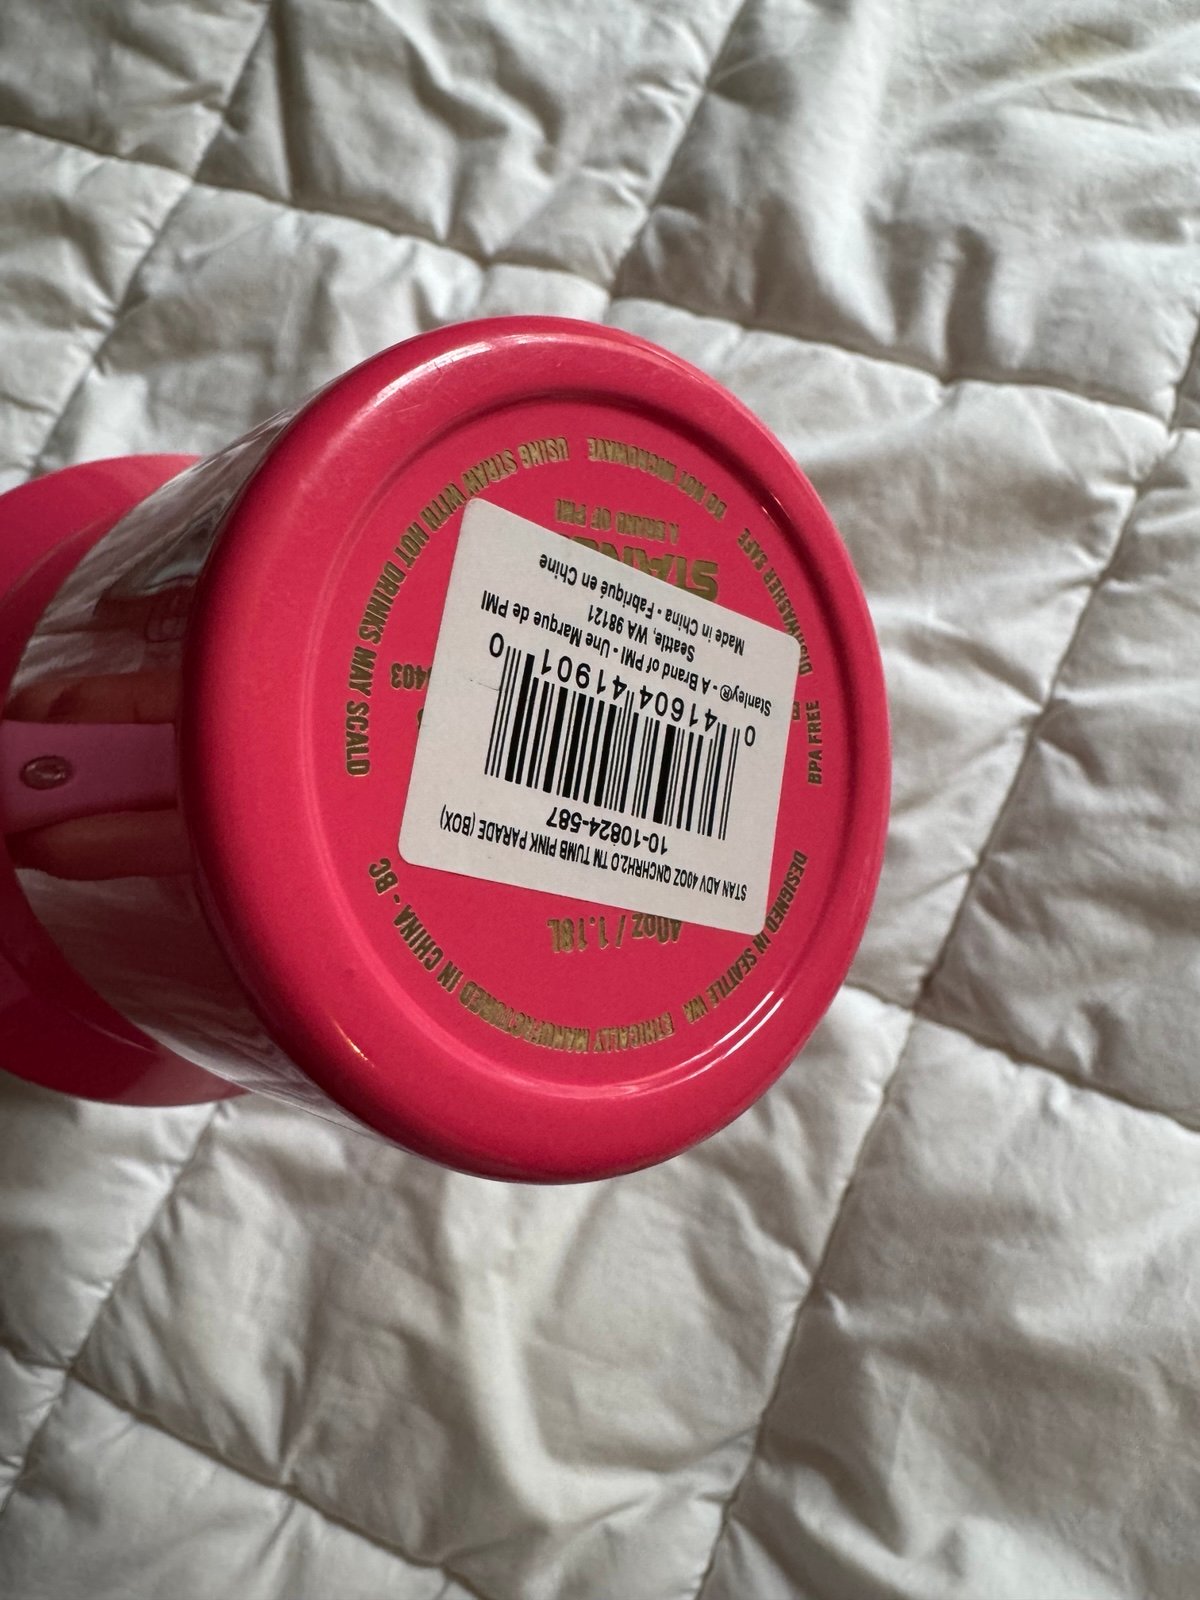 STAN ADV 40OZ QNCHRH2.O TM TUMB PINK PARADE (BOX)
10-10824-587
0 41604 41901 0
Stanley® - A Brand of PMI - Une Marque de PMI
Seattle, WA 98121
Made in China - Fabriqué en Chine
40oz / 1.18L
A BRAND OF PMI
DESIGNED IN SEATTLE WA
ETHICALLY MANUFACTURED IN CHINA - BC
USING STRAW WITH HOT DRINKS MAY SCALD
DO NOT MICROWAVE
DISHWASHER SAFE
BPA FREE